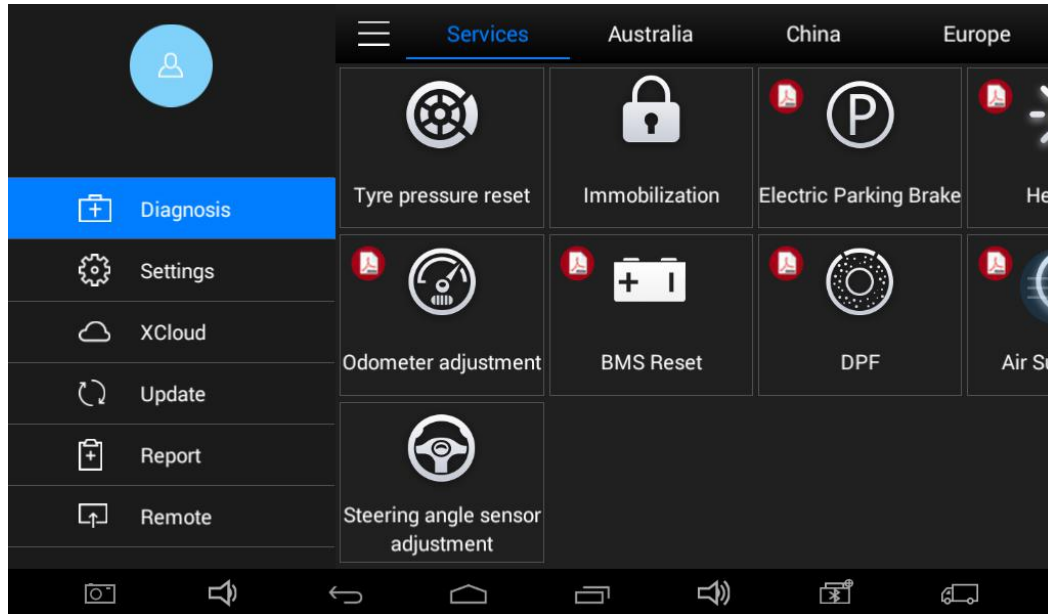 Services Australia China Europe
Tyre pressure reset Immobilization Electric Parking Brake
Diagnosis
Settings
XCloud
Odometer adjustment BMS Reset DPF
Update
Report
Remote
Steering angle sensor
adjustment